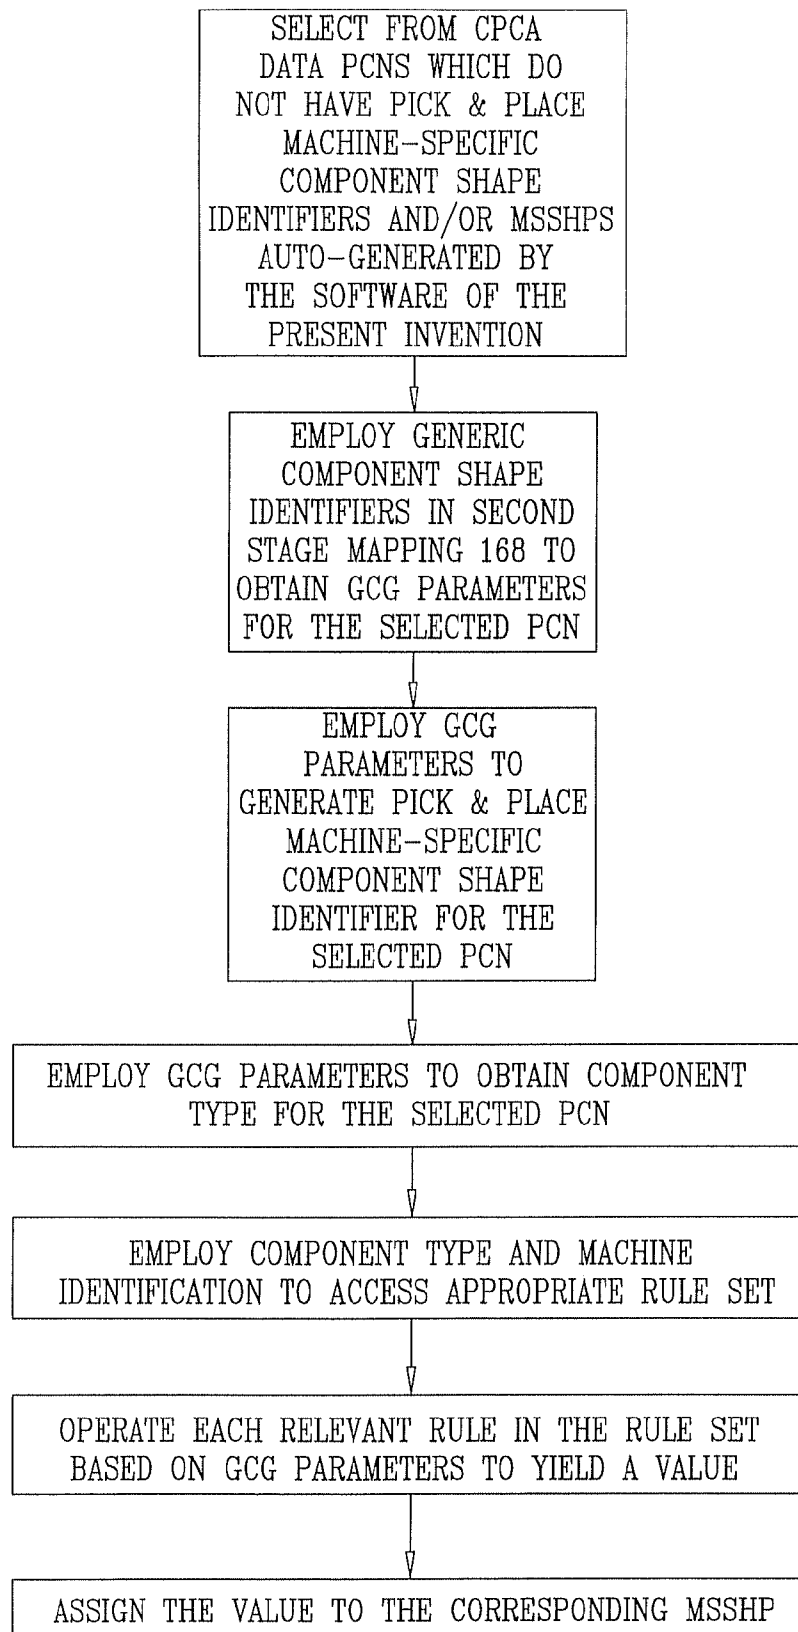 SELECT FROM CPCA
DATA PCNS WHICH DO
NOT HAVE PICK & PLACE
MACHINE-SPECIFIC
COMPONENT SHAPE
IDENTIFIERS AND/OR MSSHPS
AUTO-GENERATED BY
THE SOFTWARE OF THE
PRESENT INVENTION
EMPLOY GENERIC
COMPONENT SHAPE
IDENTIFIERS IN SECOND
STAGE MAPPING 168 TO
OBTAIN GCG PARAMETERS
FOR THE SELECTED PCN
EMPLOY GCG
PARAMETERS TO
GENERATE PICK & PLACE
MACHINE-SPECIFIC
COMPONENT SHAPE
IDENTIFIER FOR THE
SELECTED PCN
EMPLOY GCG PARAMETERS TO OBTAIN COMPONENT
TYPE FOR THE SELECTED PCN
EMPLOY COMPONENT TYPE AND MACHINE
IDENTIFICATION TO ACCESS APPROPRIATE RULE SET
OPERATE EACH RELEVANT RULE IN THE RULE SET
BASED ON GCG PARAMETERS TO YIELD A VALUE
ASSIGN THE VALUE TO THE CORRESPONDING MSSHP